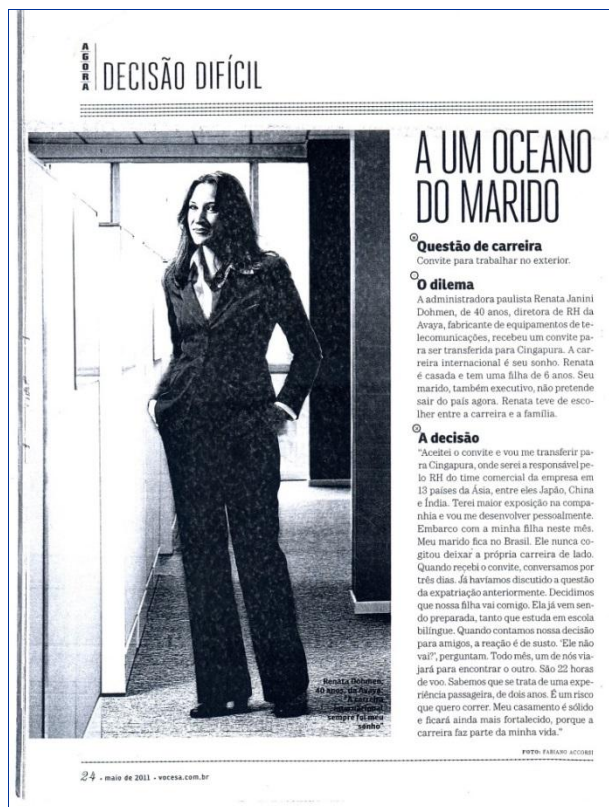 AGORA
DECISÃO DIFÍCIL
A UM OCEANO
DO MARIDO
Questão de carreira
Convite para trabalhar no exterior.
O dilema
A administradora paulista Renata Janini
Dohmen, de 40 anos, diretora de RH da
Avaya, fabricante de equipamentos de te-
lecomunicações, recebeu um convite pa-
ra ser transferida para Cingapura. A car-
reira internacional é seu sonho. Renata
é casada e tem uma filha de 6 anos. Seu
marido, também executivo, não pretende
sair do país agora. Renata teve de esco-
lher entre a carreira e a família.
A decisão
"Aceitei o convite e vou me transferir pa-
ra Cingapura, onde serei a responsável pe-
lo RH do time comercial da empresa em
13 países da Ásia, entre eles Japão, China
e Índia. Terei maior exposição na compa-
nhia e vou me desenvolver pessoalmente.
Embarco com a minha filha neste mês.
Meu marido fica no Brasil. Ele nunca co-
gitou deixar a própria carreira de lado.
Quando recebi o convite, conversamos por
três dias. Já havíamos discutido a questão
da expatriação anteriormente. Decidimos
que nossa filha vai comigo. Ela já vem sen-
do preparada, tanto que estuda em escola
bilíngue. Quando contamos nossa decisão
para amigos, a reação é de susto. 'Ele não
vai?', perguntam. Todo mês, um de nós via-
jará para encontrar o outro. São 22 horas
de voo. Sabemos que se trata de uma expe-
riência passageira, de dois anos. É um risco
que quero correr. Meu casamento é sólido
e ficará ainda mais fortalecido, porque a
carreira faz parte da minha vida."
FOTO: FABIANO ACCORSI
Renata Dohmen,
40 anos, da Avaya:
"A carreira
internacional
sempre foi meu
sonho"
24 • maio de 2011 • vocesa.com.br